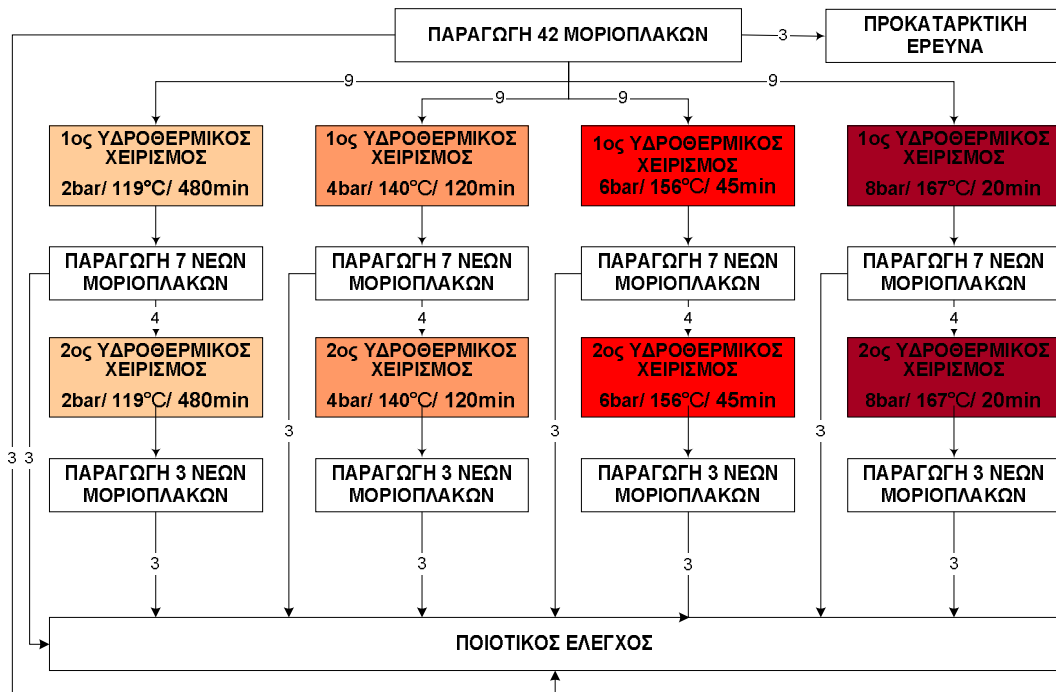 ΠΑΡΑΓΩΓΗ 42 ΜΟΡΙΟΠΛΑΚΩΝ
3
ΠΡΟΚΑΤΑΡΚΤΙΚΗ
ΕΡΕΥΝΑ
9
9
9
9
1ος ΥΔΡΟΘΕΡΜΙΚΟΣ
ΧΕΙΡΙΣΜΟΣ
2bar/ 119°C/ 480min
1ος ΥΔΡΟΘΕΡΜΙΚΟΣ
ΧΕΙΡΙΣΜΟΣ
4bar/ 140°C/ 120min
1ος ΥΔΡΟΘΕΡΜΙΚΟΣ
ΧΕΙΡΙΣΜΟΣ
6bar/ 156°C/ 45min
1ος ΥΔΡΟΘΕΡΜΙΚΟΣ
ΧΕΙΡΙΣΜΟΣ
8bar/ 167°C/ 20min
ΠΑΡΑΓΩΓΗ 7 ΝΕΩΝ
ΜΟΡΙΟΠΛΑΚΩΝ
ΠΑΡΑΓΩΓΗ 7 ΝΕΩΝ
ΜΟΡΙΟΠΛΑΚΩΝ
ΠΑΡΑΓΩΓΗ 7 ΝΕΩΝ
ΜΟΡΙΟΠΛΑΚΩΝ
ΠΑΡΑΓΩΓΗ 7 ΝΕΩΝ
ΜΟΡΙΟΠΛΑΚΩΝ
4
4
4
4
2ος ΥΔΡΟΘΕΡΜΙΚΟΣ
ΧΕΙΡΙΣΜΟΣ
2bar/ 119°C/ 480min
2ος ΥΔΡΟΘΕΡΜΙΚΟΣ
ΧΕΙΡΙΣΜΟΣ
4bar/ 140°C/ 120min
2ος ΥΔΡΟΘΕΡΜΙΚΟΣ
ΧΕΙΡΙΣΜΟΣ
6bar/ 156°C/ 45min
2ος ΥΔΡΟΘΕΡΜΙΚΟΣ
ΧΕΙΡΙΣΜΟΣ
8bar/ 167°C/ 20min
3
3
3
3
3
ΠΑΡΑΓΩΓΗ 3 ΝΕΩΝ
ΜΟΡΙΟΠΛΑΚΩΝ
ΠΑΡΑΓΩΓΗ 3 ΝΕΩΝ
ΜΟΡΙΟΠΛΑΚΩΝ
ΠΑΡΑΓΩΓΗ 3 ΝΕΩΝ
ΜΟΡΙΟΠΛΑΚΩΝ
ΠΑΡΑΓΩΓΗ 3 ΝΕΩΝ
ΜΟΡΙΟΠΛΑΚΩΝ
3
3
3
3
ΠΟΙΟΤΙΚΟΣ ΕΛΕΓΧΟΣ